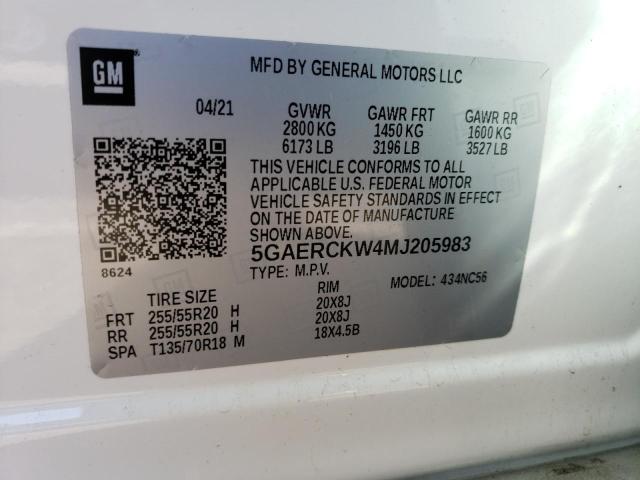 GM
MFD BY GENERAL MOTORS LLC
04/21 GVWR GAWR FRT GAWR RR
2800 KG 1450 KG 1600 KG
6173 LB 3196 LB 3527 LB
THIS VEHICLE CONFORMS TO ALL
APPLICABLE U.S. FEDERAL MOTOR
VEHICLE SAFETY STANDARDS IN EFFECT
ON THE DATE OF MANUFACTURE
SHOWN ABOVE.
5GAERCKW4MJ205983
8624
TYPE: M.P.V. MODEL: 434NC56
TIRE SIZE RIM
FRT 255/55R20 H 20X8J
RR 255/55R20 H 20X8J
SPA T135/70R18 M 18X4.5B